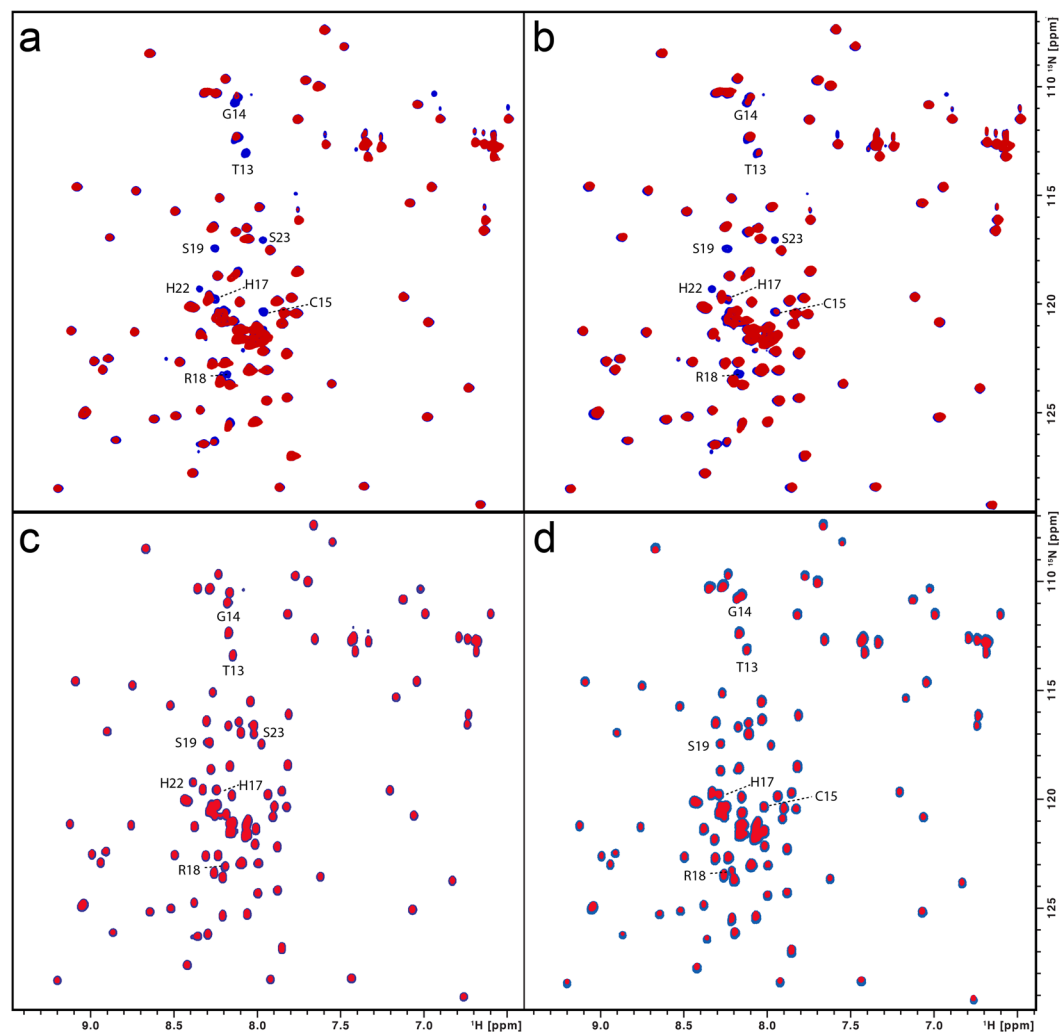 a
b
G14
G14
T13
T13
S19
S23
S19
S23
H22
H17
H22
H17
C15
C15
R18
R18
110 ¹⁵N [ppm]
115
120
125
c
d
G14
G14
T13
T13
S19
S23
S19
H22
H17
H17
C15
R18
R18
110 ¹⁵N [ppm]
115
120
125
9.0 8.5 8.0 7.5 ¹H [ppm]
9.0 8.5 8.0 7.5 7.0 ¹H [ppm]